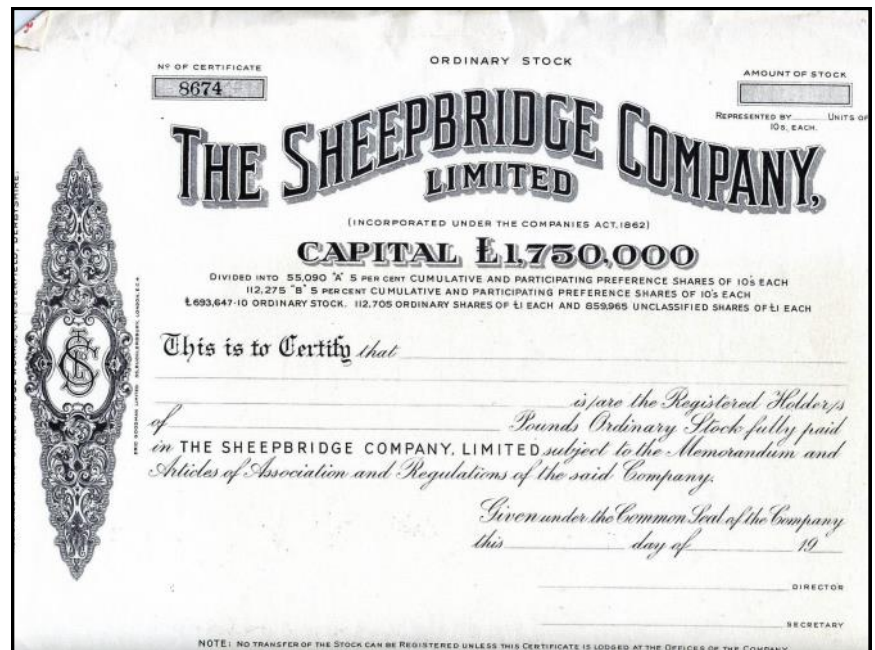 ORDINARY STOCK
Nº OF CERTIFICATE
8674
AMOUNT OF STOCK
REPRESENTED BY UNITS OF
10s. EACH.
THE SHEEPBRIDGE COMPANY,
LIMITED
(INCORPORATED UNDER THE COMPANIES ACT, 1862)
CAPITAL £1,750,000
DIVIDED INTO 55,090 "A" 5 PER CENT CUMULATIVE AND PARTICIPATING PREFERENCE SHARES OF 10s EACH
112,275 "B" 5 PER CENT CUMULATIVE AND PARTICIPATING PREFERENCE SHARES OF 10s EACH
£693,647-10 ORDINARY STOCK. 112,705 ORDINARY SHARES OF £1 EACH AND 859,965 UNCLASSIFIED SHARES OF £1 EACH
This is to Certify that
is/are the Registered Holder/s
of Pounds Ordinary Stock fully paid
in THE SHEEPBRIDGE COMPANY, LIMITED subject to the Memorandum and
Articles of Association and Regulations of the said Company.
Given under the Common Seal of the Company
this day of 19
DIRECTOR
SECRETARY
NOTE: NO TRANSFER OF THE STOCK CAN BE REGISTERED UNLESS THIS CERTIFICATE IS LODGED AT THE OFFICES OF THE COMPANY
CHESTERFIELD, DERBYSHIRE.